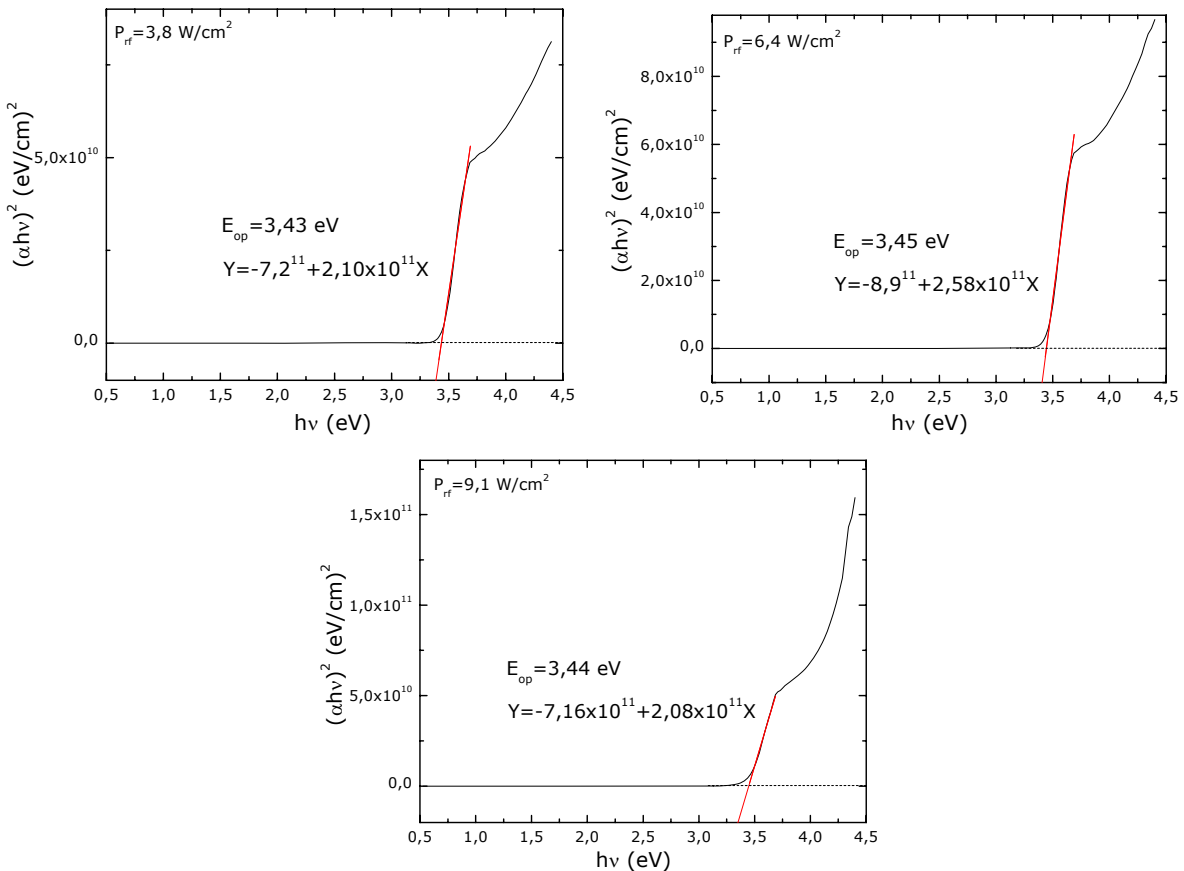 P_rf=3,8 W/cm²
(αhν)² (eV/cm)²
5,0x10¹⁰
0,0
E_op=3,43 eV
Y=-7,2¹¹+2,10x10¹¹X
0,5 1,0 1,5 2,0 2,5 3,0 3,5 4,0 4,5
hν (eV)
P_rf=6,4 W/cm²
(αhν)² (eV/cm)²
8,0x10¹⁰
6,0x10¹⁰
4,0x10¹⁰
2,0x10¹⁰
0,0
E_op=3,45 eV
Y=-8,9¹¹+2,58x10¹¹X
0,5 1,0 1,5 2,0 2,5 3,0 3,5 4,0 4,5
hν (eV)
P_rf=9,1 W/cm²
(αhν)² (eV/cm)²
1,5x10¹¹
1,0x10¹¹
5,0x10¹⁰
0,0
E_op=3,44 eV
Y=-7,16x10¹¹+2,08x10¹¹X
0,5 1,0 1,5 2,0 2,5 3,0 3,5 4,0 4,5
hν (eV)